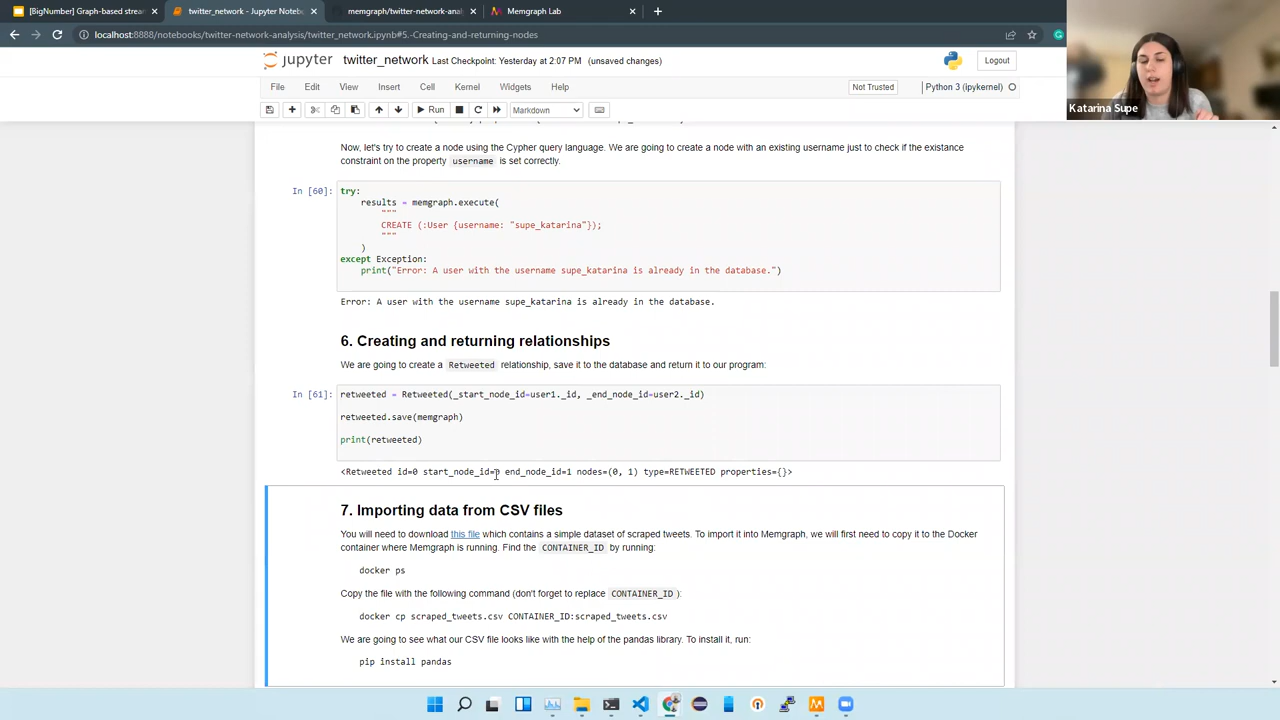 [BigNumber] Graph-based strea
twitter_network - Jupyter Notebo
memgraph/twitter-network-anal
Memgraph Lab
localhost:8888/notebooks/twitter-network-analysis/twitter_network.ipynb#5.-Creating-and-returning-nodes
Katarina Supe
jupyter twitter_network Last Checkpoint: Yesterday at 2:07 PM (unsaved changes)
Logout
File Edit View Insert Cell Kernel Widgets Help
Not Trusted
Python 3 (ipykernel)
Run
Markdown
Now, let's try to create a node using the Cypher query language. We are going to create a node with an existing username just to check if the existance
constraint on the property username is set correctly.
In [60]:
try:
results = memgraph.execute(
"""
CREATE (:User {username: "supe_katarina"});
"""
)
except Exception:
print("Error: A user with the username supe_katarina is already in the database.")
Error: A user with the username supe_katarina is already in the database.
6. Creating and returning relationships
We are going to create a Retweeted relationship, save it to the database and return it to our program:
In [61]:
retweeted = Retweeted(_start_node_id=user1._id, _end_node_id=user2._id)
retweeted.save(memgraph)
print(retweeted)
<Retweeted id=0 start_node_id=0 end_node_id=1 nodes=(0, 1) type=RETWEETED properties={}>
7. Importing data from CSV files
You will need to download this file which contains a simple dataset of scraped tweets. To import it into Memgraph, we will first need to copy it to the Docker
container where Memgraph is running. Find the CONTAINER_ID by running:
docker ps
Copy the file with the following command (don't forget to replace CONTAINER_ID):
docker cp scraped_tweets.csv CONTAINER_ID:scraped_tweets.csv
We are going to see what our CSV file looks like with the help of the pandas library. To install it, run:
pip install pandas